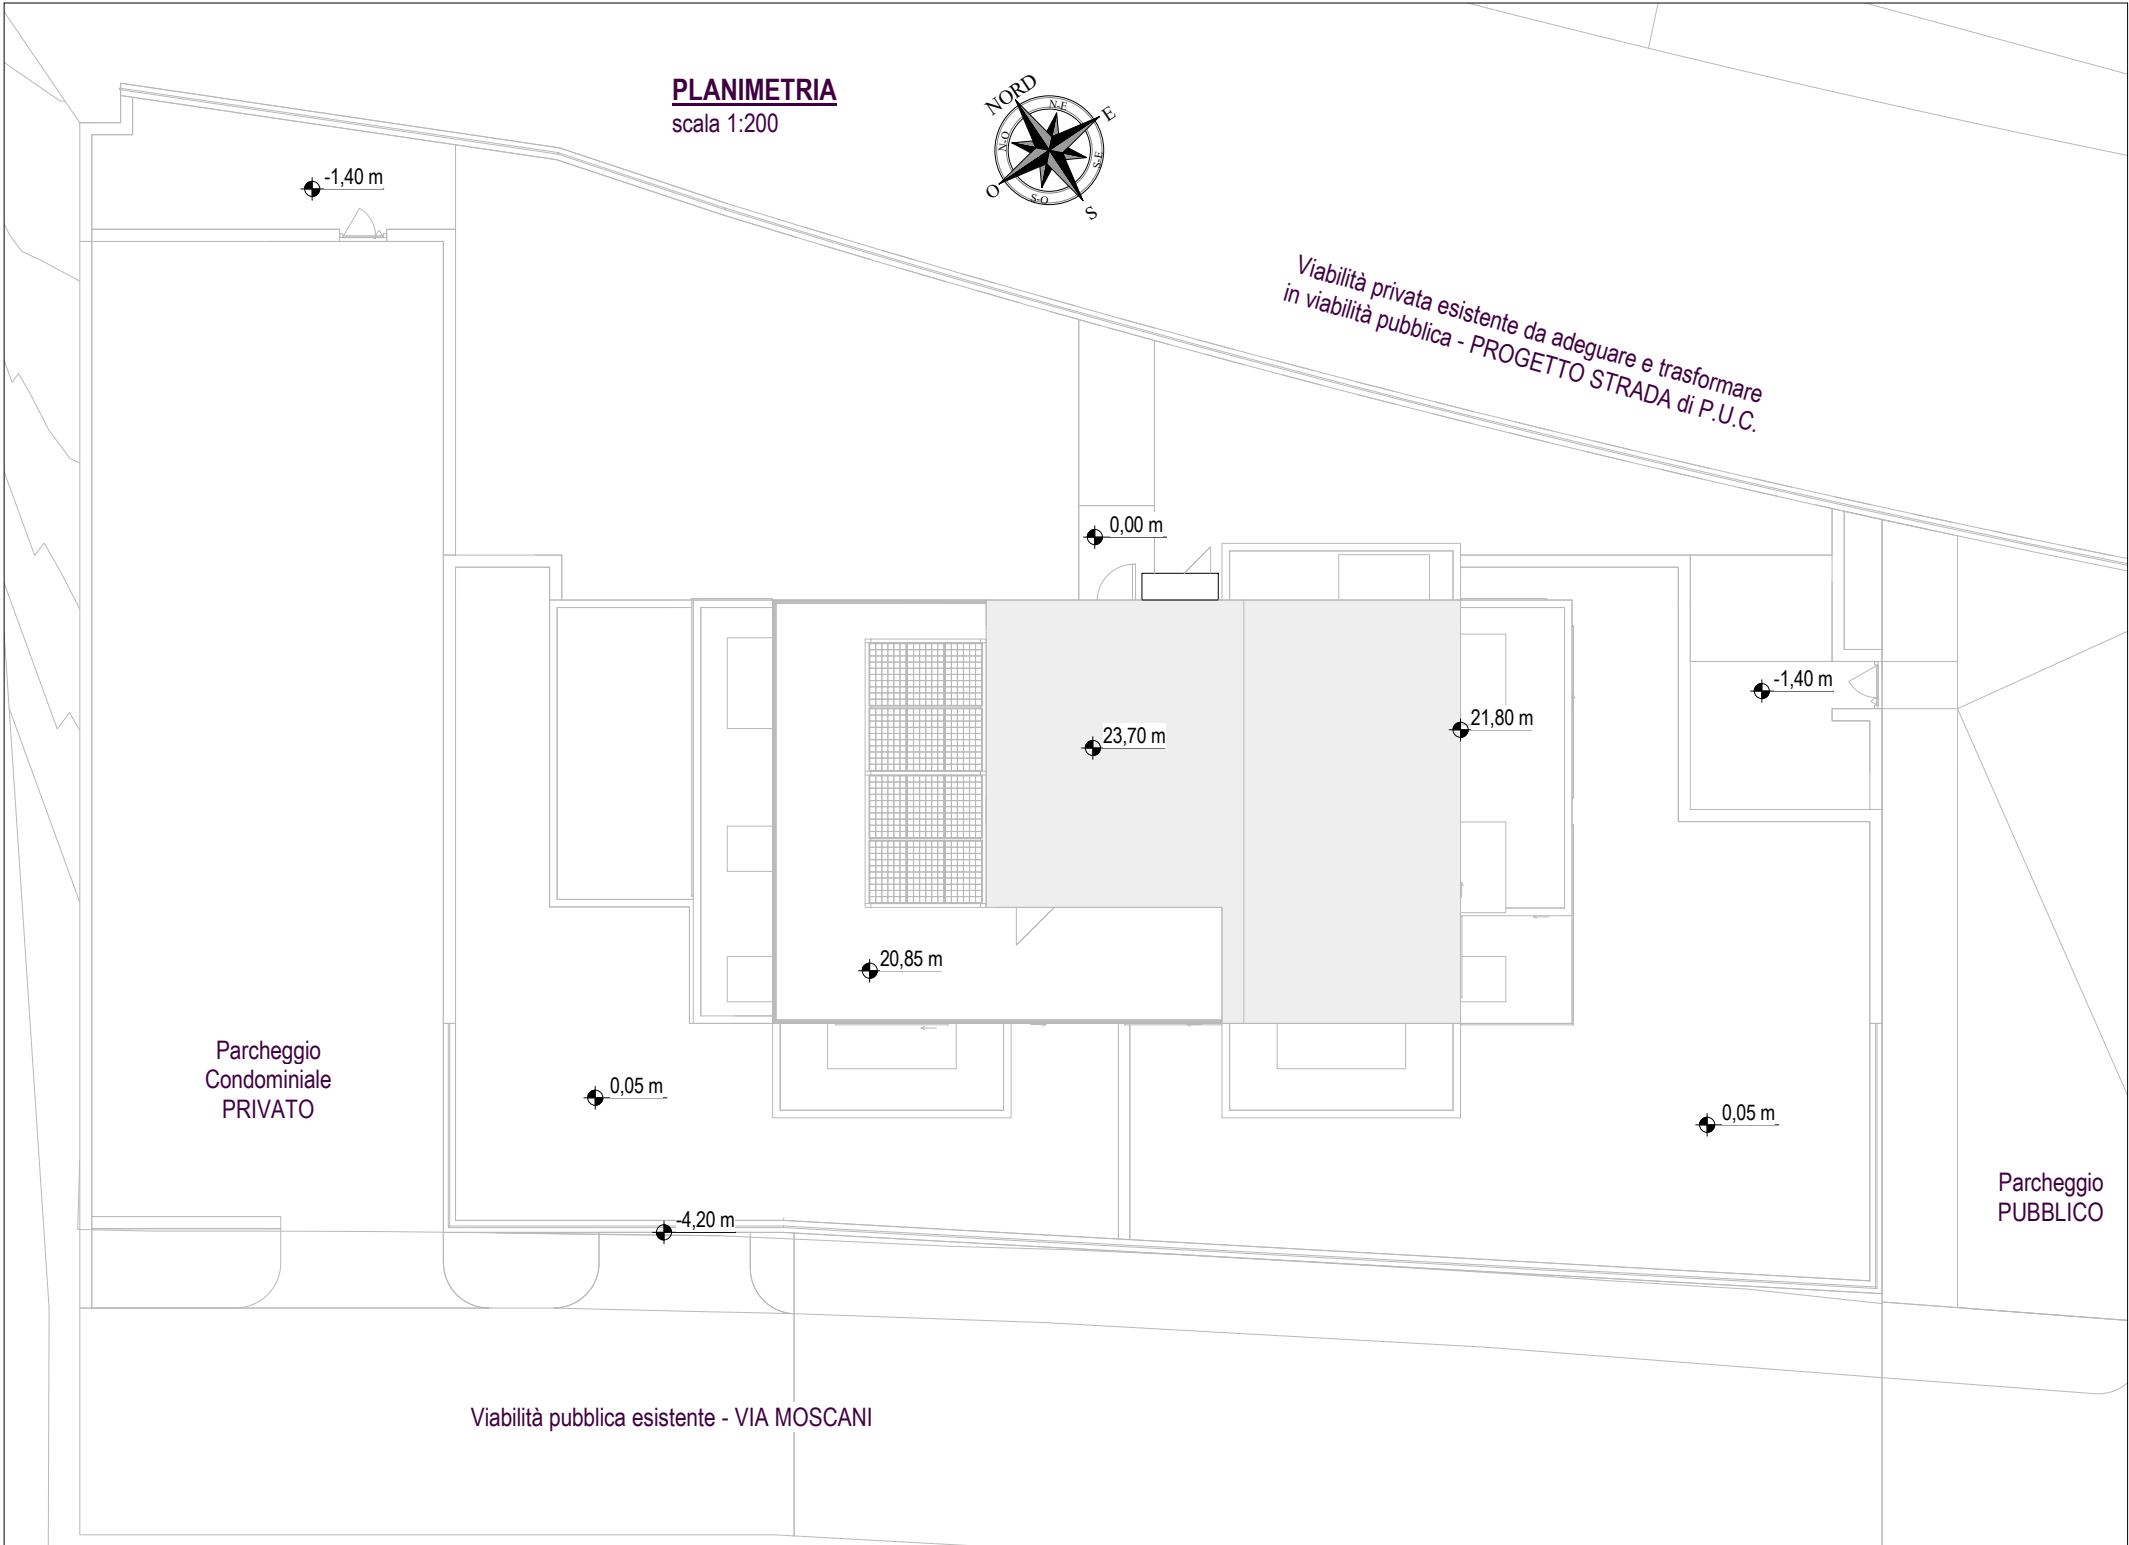 PLANIMETRIA
scala 1:200
NORD
N-E
E
N-O
S-E
O
S-O
S
-1,40 m
Viabilità privata esistente da adeguare e trasformare
in viabilità pubblica - PROGETTO STRADA di P.U.C.
0,00 m
-1,40 m
21,80 m
23,70 m
20,85 m
Parcheggio
Condominiale
PRIVATO
0,05 m
0,05 m
Parcheggio
PUBBLICO
-4,20 m
Viabilità pubblica esistente - VIA MOSCANI